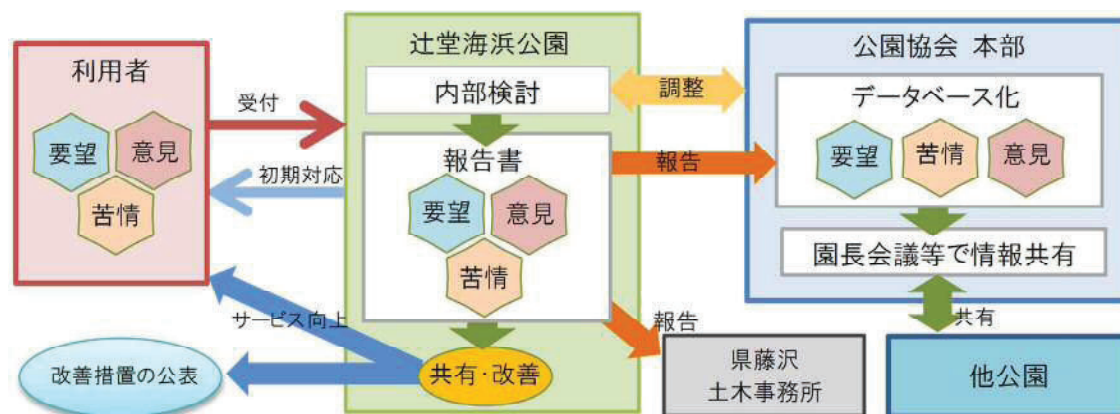 利用者
要望
意見
苦情
受付
初期対応
サービス向上
改善措置の公表
辻堂海浜公園
内部検討
報告書
要望
意見
苦情
共有・改善
調整
報告
報告
公園協会 本部
データベース化
要望
苦情
意見
園長会議等で情報共有
共有
県藤沢
土木事務所
他公園